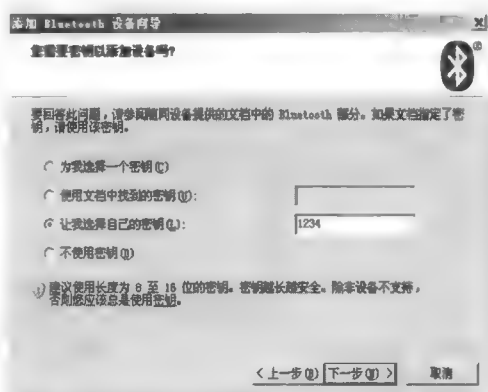 添加 Bluetooth 设备向导
您需要密钥以添加设备吗?
要回答此问题，请参阅随同设备提供的文档中的 Bluetooth 部分。如果文档指定了密
钥，请使用该密钥。
为我选择一个密钥(C)
使用文档中找到的密钥(U):
让我选择自己的密钥(L):
1234
不使用密钥(D)
建议使用长度为 8 至 16 位的密钥。密钥越长越安全。除非设备不支持，
否则您应该总是使用密钥。
< 上一步(B) 下一步(N) > 取消